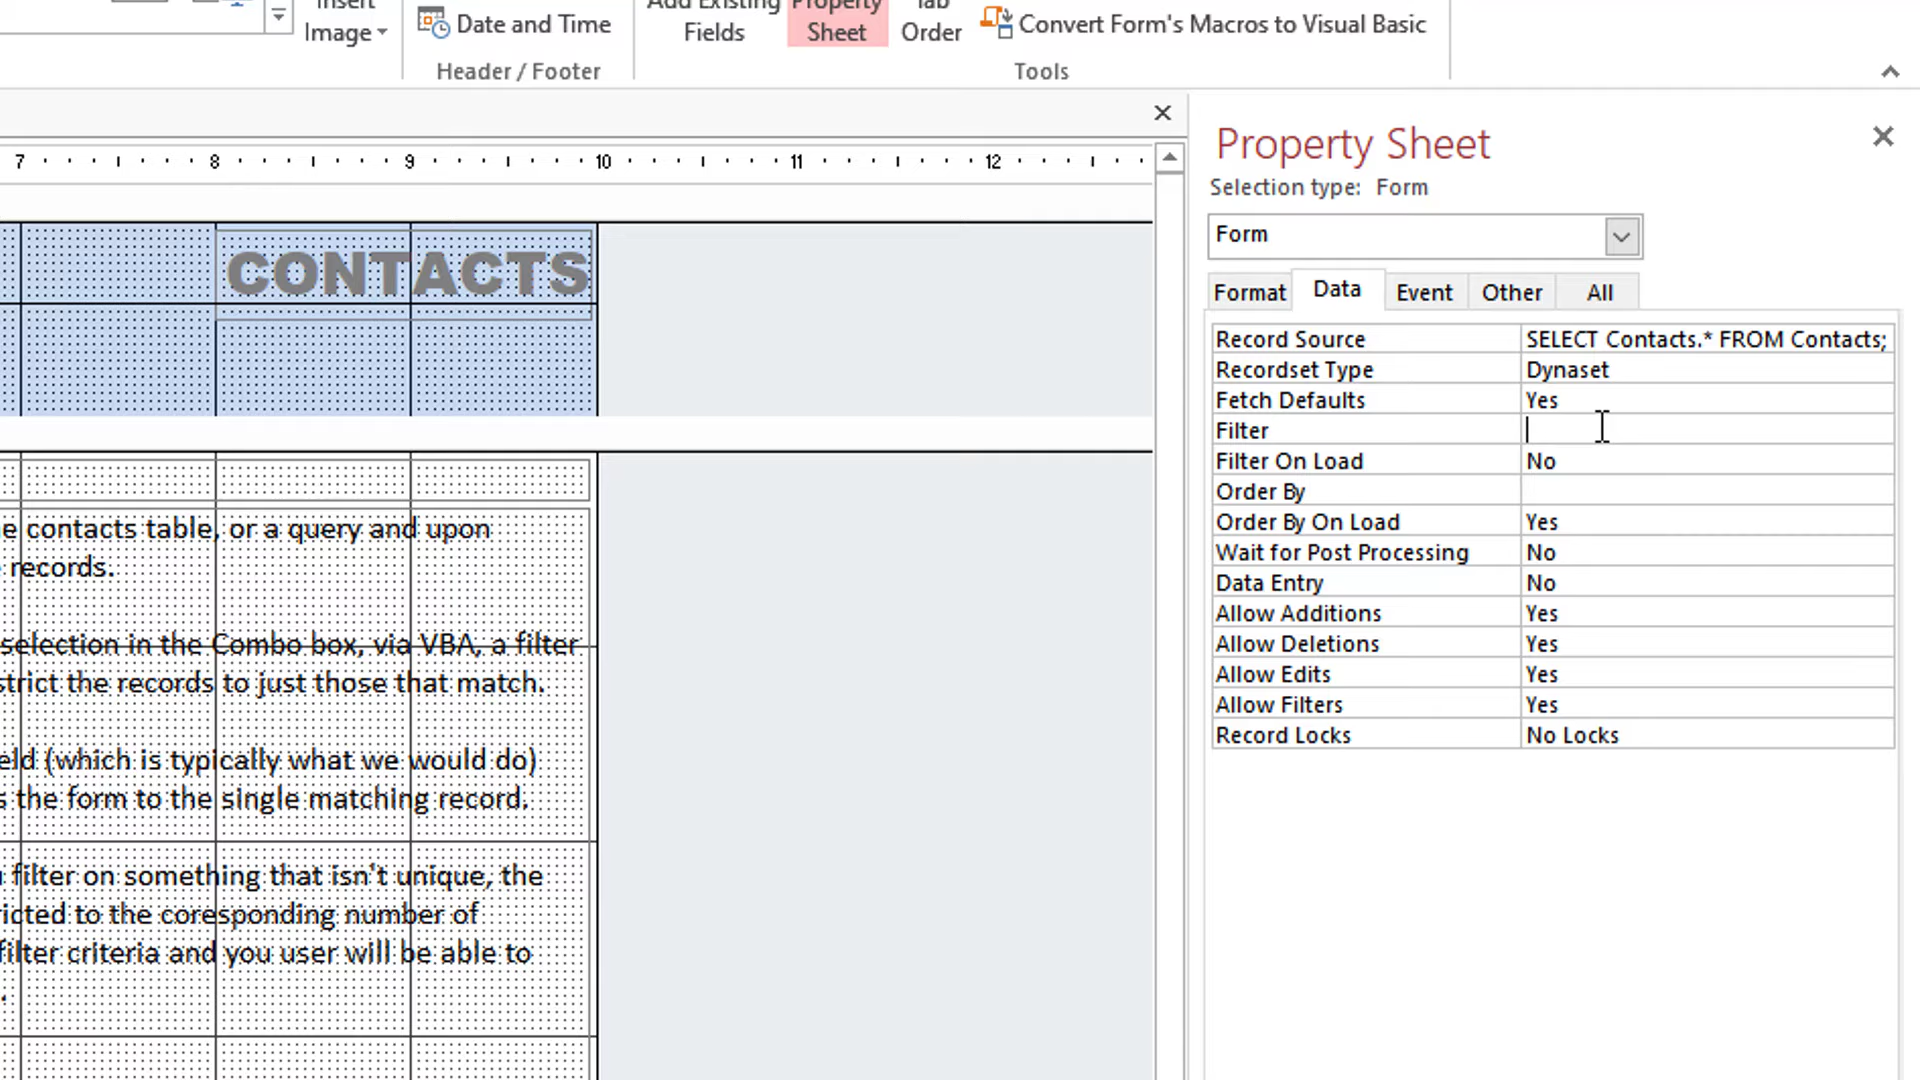 Insert
Image
Date and Time
Header / Footer
Add Existing
Fields
Property
Sheet
Tab
Order
Convert Form's Macros to Visual Basic
Tools
7 8 9 10 11 12
CONTACTS
e contacts table, or a query and upon
records.
selection in the Combo box, via VBA, a filter
strict the records to just those that match.
eld (which is typically what we would do)
s the form to the single matching record.
filter on something that isn't unique, the
ricted to the coresponding number of
filter criteria and you user will be able to
.
Property Sheet
Selection type: Form
Form
Format Data Event Other All
Record Source SELECT Contacts.* FROM Contacts;
Recordset Type Dynaset
Fetch Defaults Yes
Filter
Filter On Load No
Order By
Order By On Load Yes
Wait for Post Processing No
Data Entry No
Allow Additions Yes
Allow Deletions Yes
Allow Edits Yes
Allow Filters Yes
Record Locks No Locks